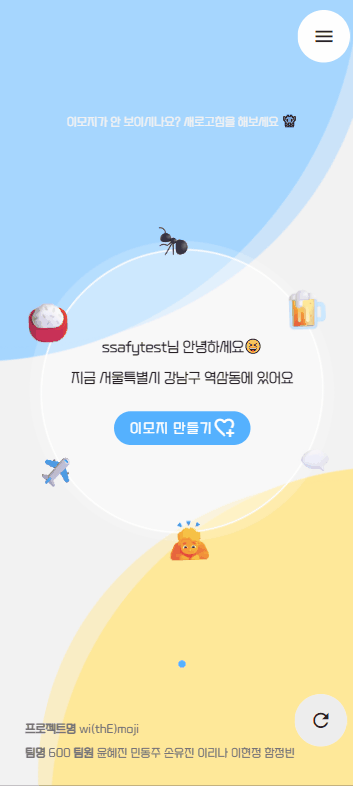 이모지가 안 보이시나요? 새로고침을 해보세요
ssafytest님 안녕하세요😆
지금 서울특별시 강남구 역삼동에 있어요
이모지 만들기
프로젝트명 wi(thE)moji
팀명 600 팀원 윤혜진 민동주 손유진 이리나 이현정 함정빈